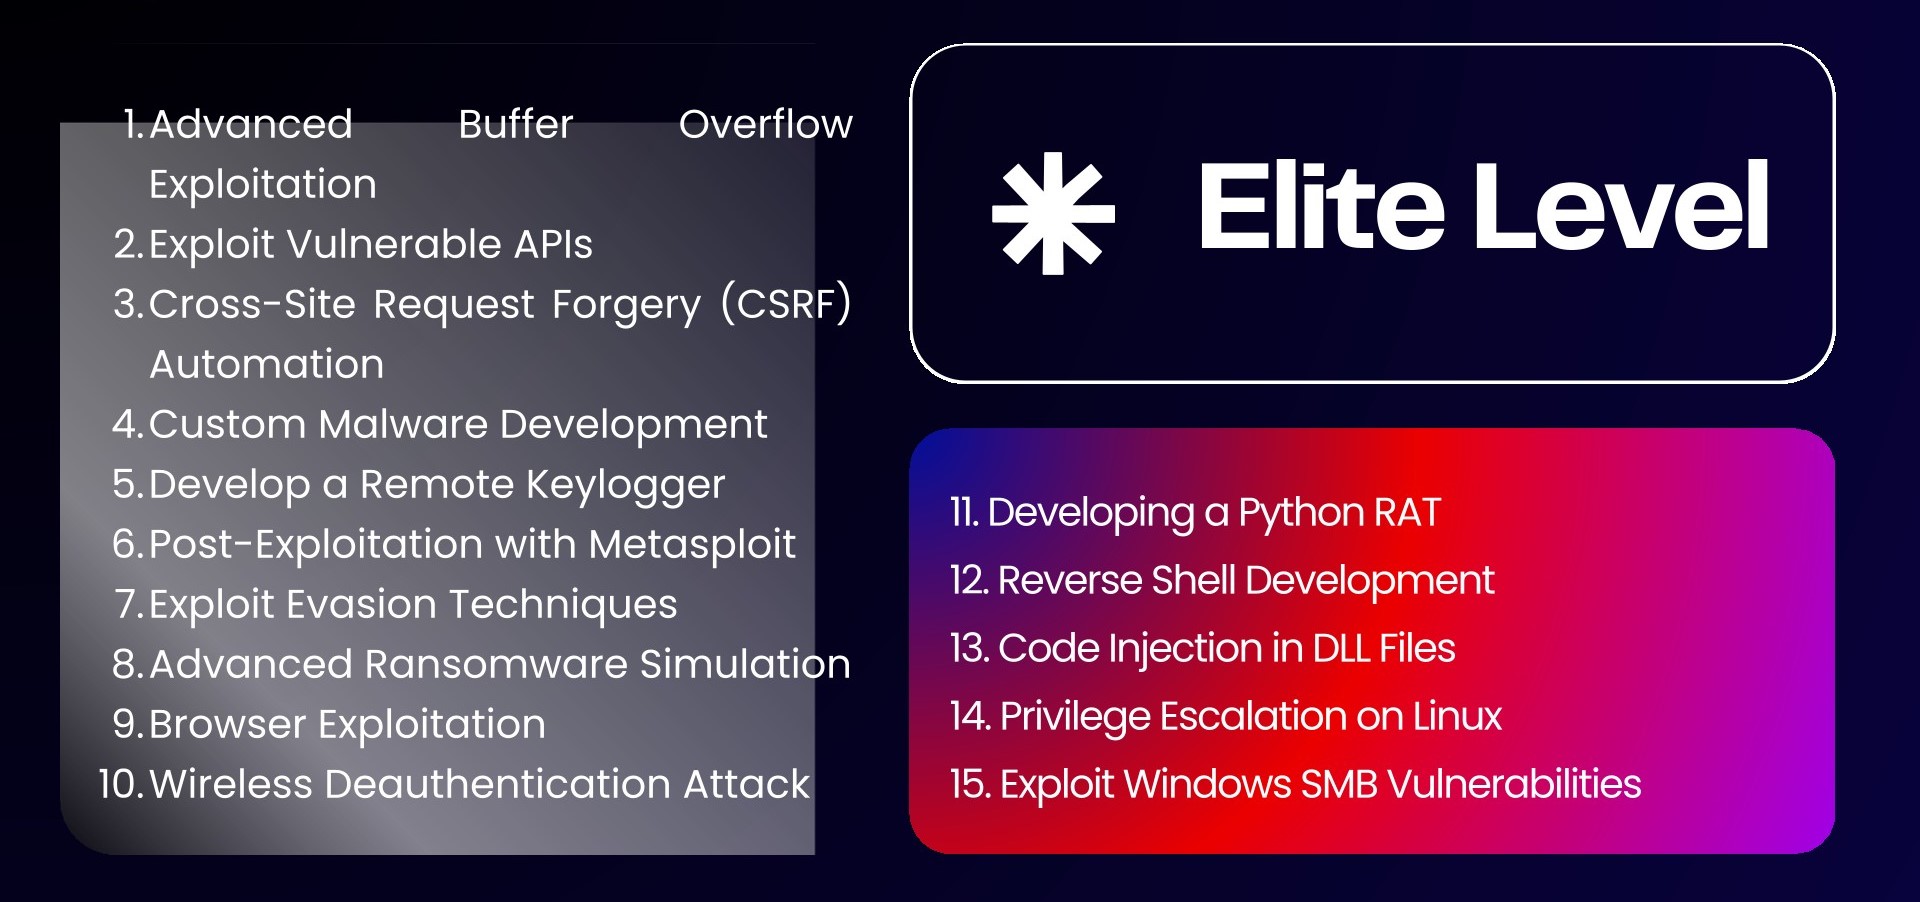 1. Advanced Buffer Overflow
Exploitation
2. Exploit Vulnerable APIs
3. Cross-Site Request Forgery (CSRF)
Automation
4. Custom Malware Development
5. Develop a Remote Keylogger
6. Post-Exploitation with Metasploit
7. Exploit Evasion Techniques
8. Advanced Ransomware Simulation
9. Browser Exploitation
10. Wireless Deauthentication Attack
Elite Level
11. Developing a Python RAT
12. Reverse Shell Development
13. Code Injection in DLL Files
14. Privilege Escalation on Linux
15. Exploit Windows SMB Vulnerabilities